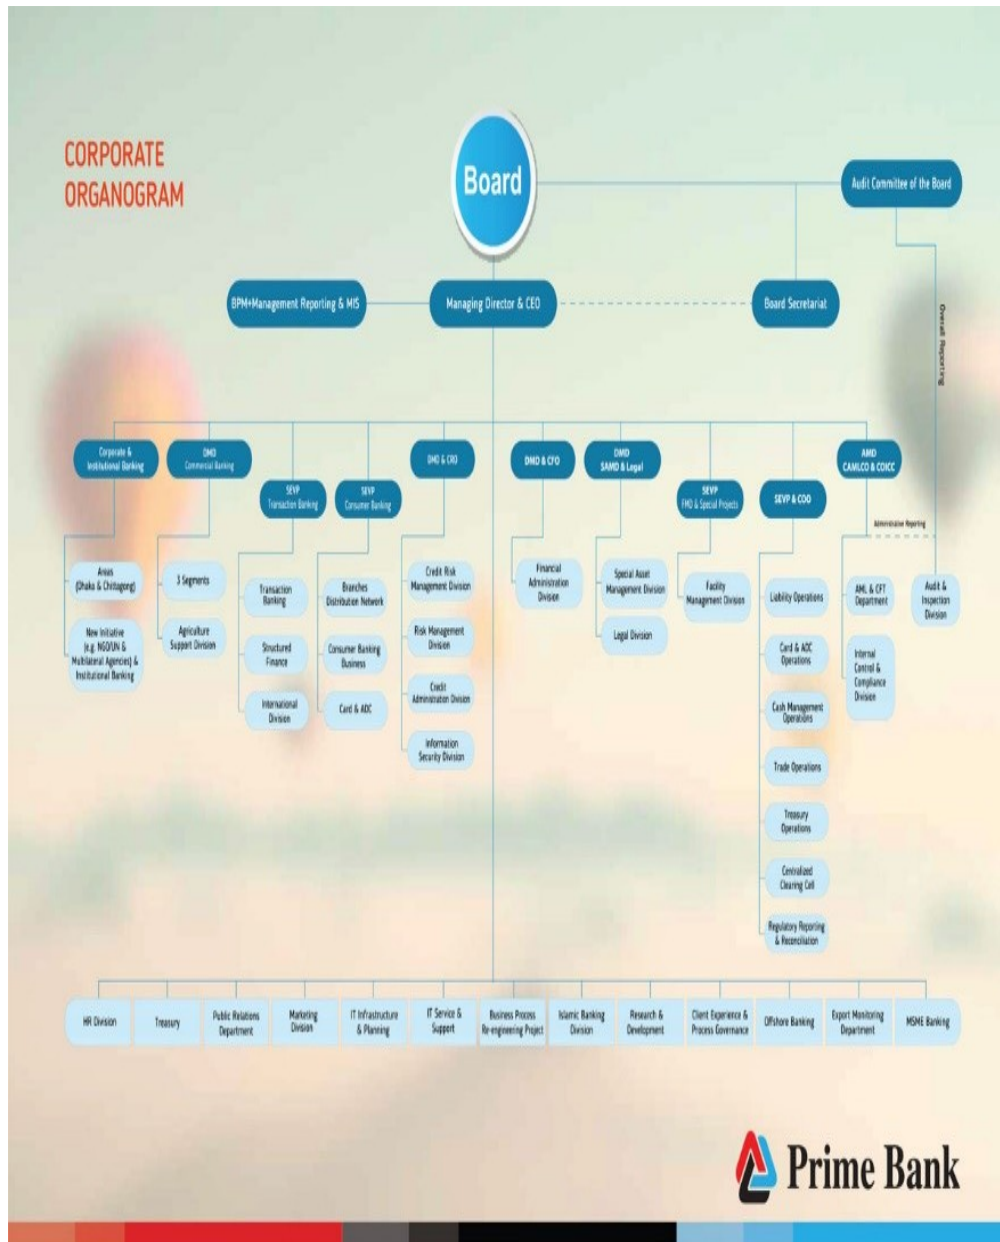 CORPORATE
ORGANOGRAM
Board
Audit Committee of the Board
BPM+Management Reporting & MIS
Managing Director & CEO
Board Secretariat
Overall Reporting
Corporate &
Institutional Banking
DMD
Commercial Banking
SEVP
Transaction Banking
SEVP
Consumer Banking
DMD & CRO
DMD & CFO
DMD
SAMD & Legal
SEVP
FMD & Special Projects
SEVP & COO
AMD
CAMLCO & COICC
Administrative Reporting
Areas
(Dhaka & Chittagong)
New Initiative
(e.g. NGO/UN &
Multilateral Agencies) &
Institutional Banking
3 Segments
Agriculture
Support Division
Transaction
Banking
Structured
Finance
International
Division
Branches
Distribution Network
Consumer Banking
Business
Card & ADC
Credit Risk
Management Division
Risk Management
Division
Credit
Administration Division
Information
Security Division
Financial
Administration
Division
Special Asset
Management Division
Legal Division
Facility
Management Division
Liability Operations
Card & ADC
Operations
Cash Management
Operations
Trade Operations
Treasury
Operations
Centralized
Clearing Cell
Regulatory Reporting
& Reconciliation
AML & CFT
Department
Internal
Control &
Compliance
Division
Audit &
Inspection
Division
HR Division
Treasury
Public Relations
Department
Marketing
Division
IT Infrastructure
& Planning
IT Service &
Support
Business Process
Re-engineering Project
Islamic Banking
Division
Research &
Development
Client Experience &
Process Governance
Offshore Banking
Export Monitoring
Department
MSME Banking
Prime Bank